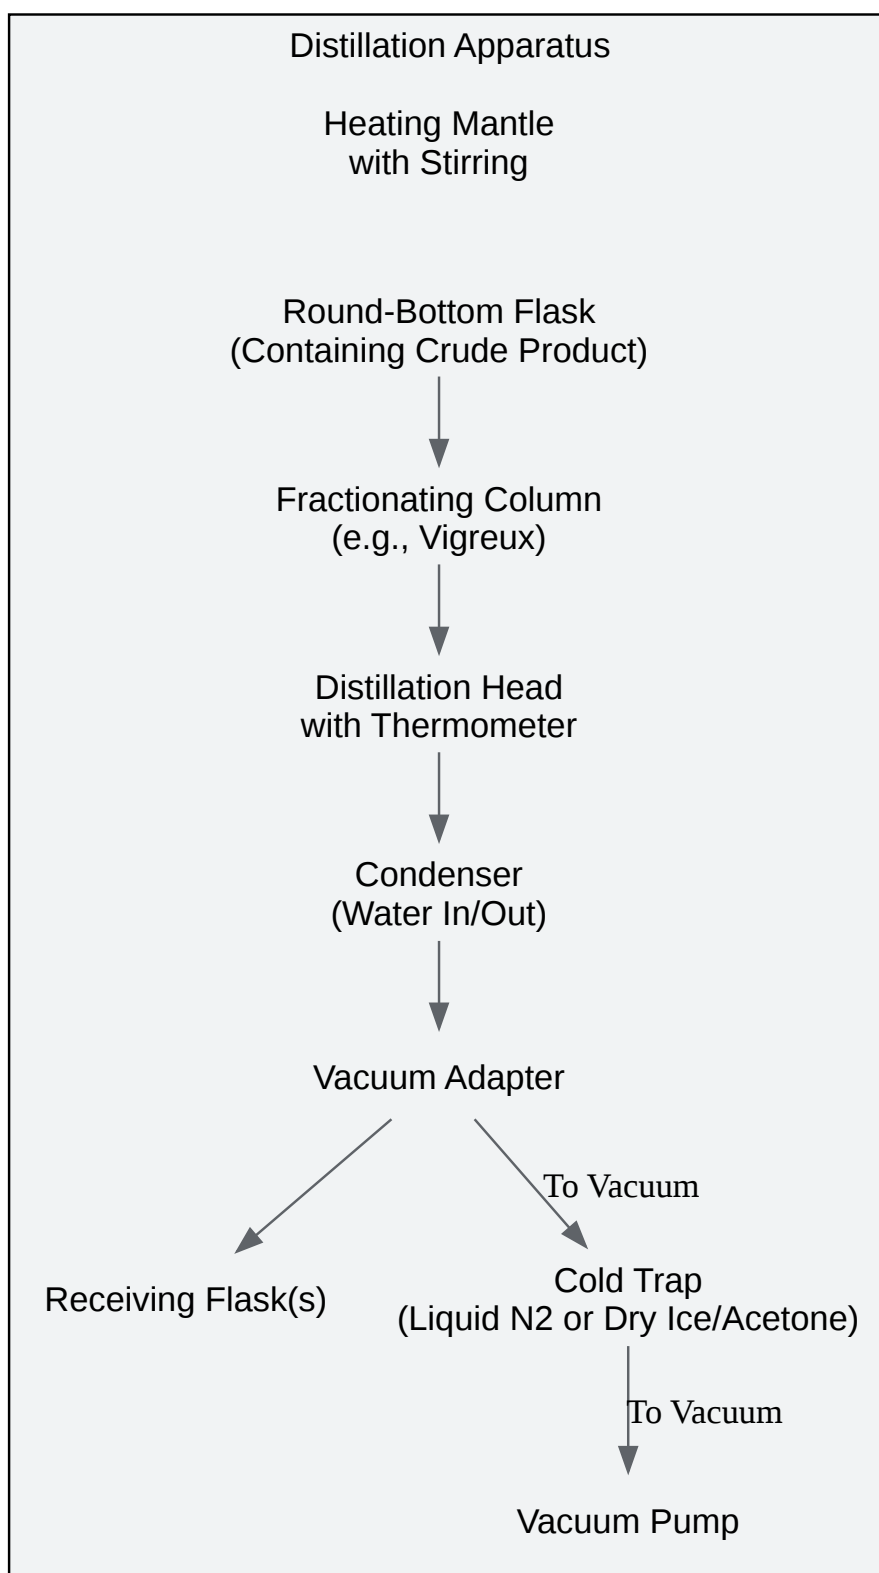 Distillation Apparatus
Heating Mantle
with Stirring
Round-Bottom Flask
(Containing Crude Product)
Fractionating Column
(e.g., Vigreux)
Distillation Head
with Thermometer
Condenser
(Water In/Out)
Vacuum Adapter
To Vacuum
Receiving Flask(s)
Cold Trap
(Liquid N2 or Dry Ice/Acetone)
To Vacuum
Vacuum Pump